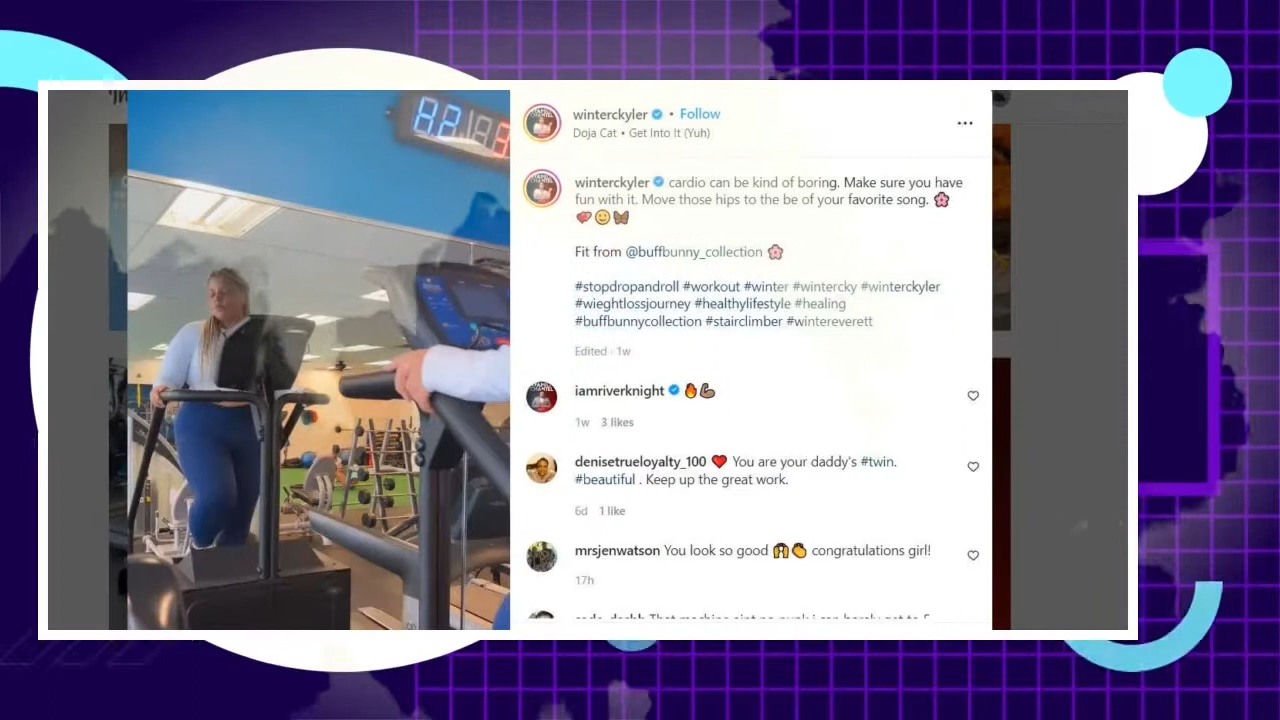 winterckyler • Follow
Doja Cat • Get Into It (Yuh)
winterckyler cardio can be kind of boring. Make sure you have
fun with it. Move those hips to the be of your favorite song. 🌸
💕🙂🦋
Fit from @buffbunny_collection 🌸
#stopdropandroll #workout #winter #wintercky #winterckyler
#wieghtlossjourney #healthylifestyle #healing
#buffbunnycollection #stairclimber #wintereverett
Edited · 1w
iamriverknight 🔥💪
1w 3 likes
denisetrueloyalty_100 ❤️ You are your daddy's #twin.
#beautiful . Keep up the great work.
6d 1 like
mrsjenwatson You look so good 🙌👏 congratulations girl!
17h